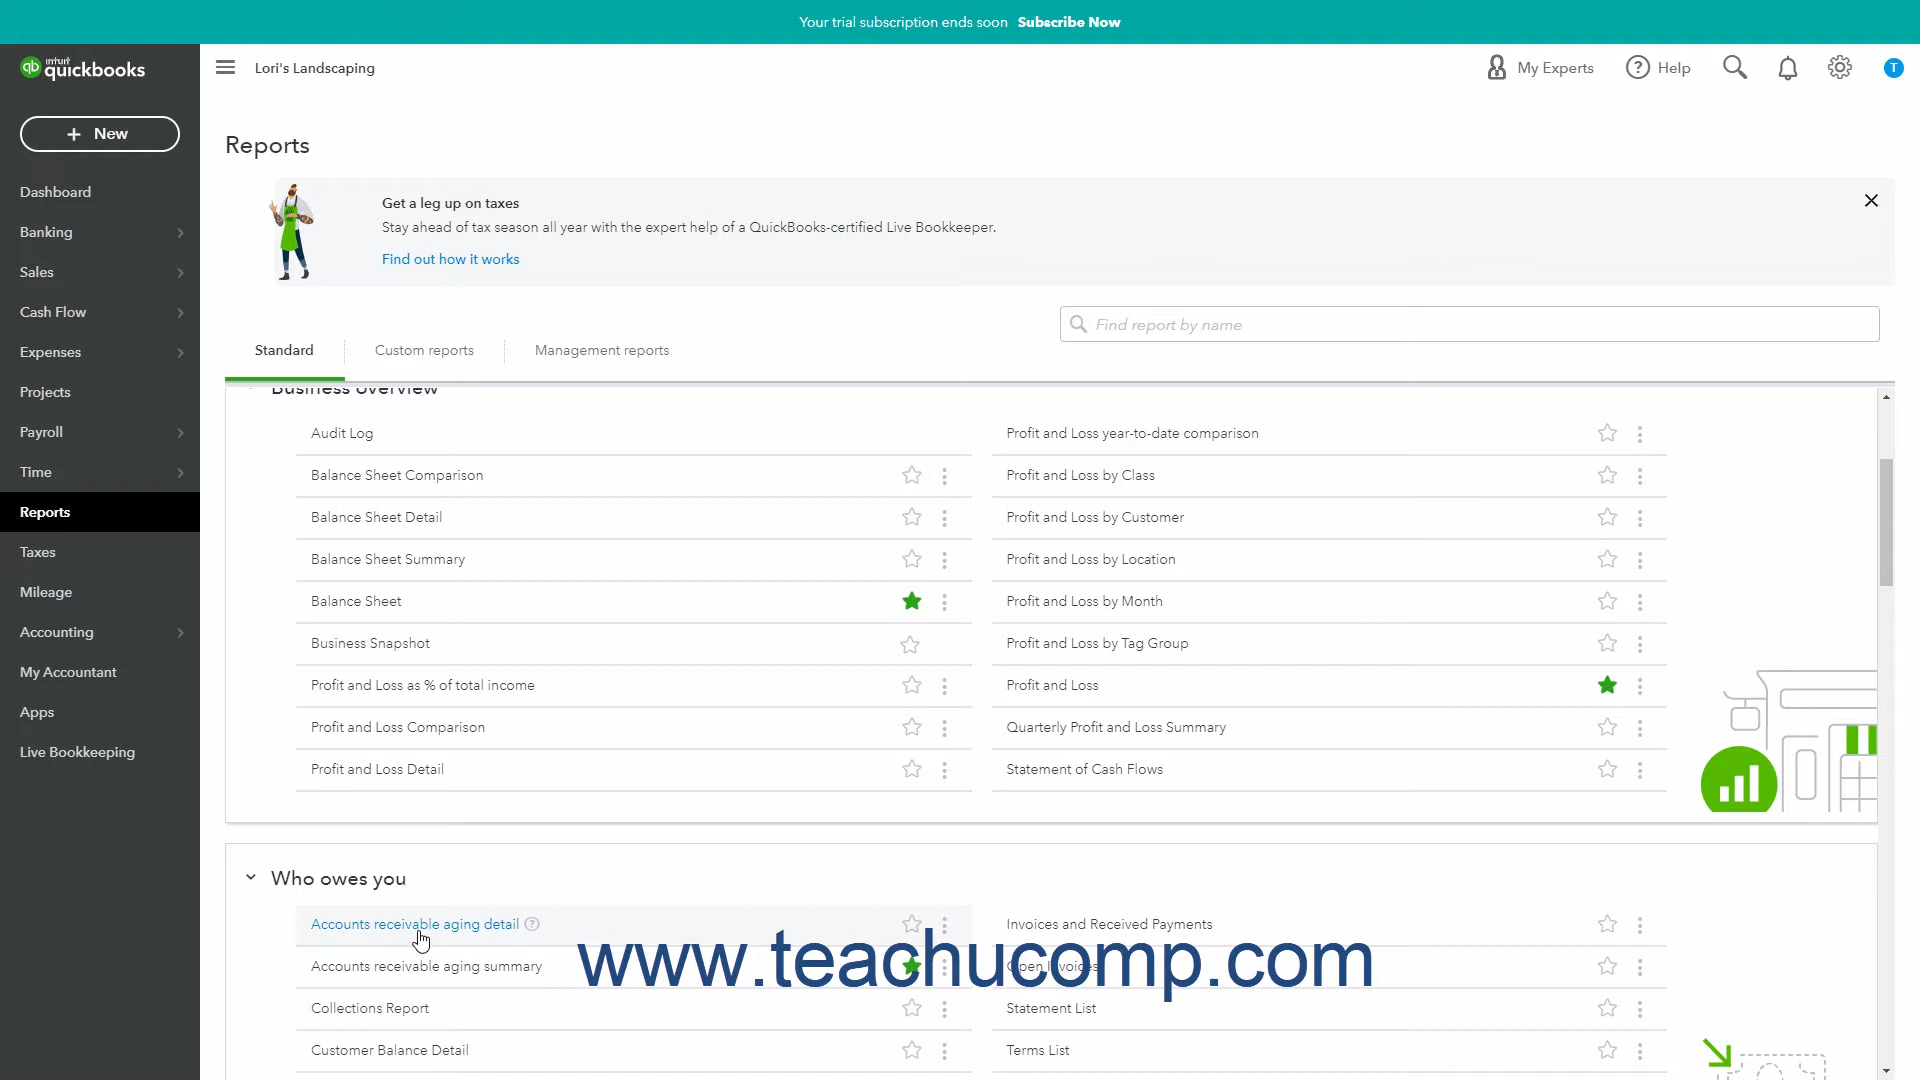 Your trial subscription ends soon Subscribe Now
intuit quickbooks
Lori's Landscaping
My Experts
Help
T
+ New
Dashboard
Banking
Sales
Cash Flow
Expenses
Projects
Payroll
Time
Reports
Taxes
Mileage
Accounting
My Accountant
Apps
Live Bookkeeping
Reports
Get a leg up on taxes
Stay ahead of tax season all year with the expert help of a QuickBooks-certified Live Bookkeeper.
Find out how it works
Find report by name
Standard
Custom reports
Management reports
Business overview
Audit Log
Balance Sheet Comparison
Balance Sheet Detail
Balance Sheet Summary
Balance Sheet
Business Snapshot
Profit and Loss as % of total income
Profit and Loss Comparison
Profit and Loss Detail
Profit and Loss year-to-date comparison
Profit and Loss by Class
Profit and Loss by Customer
Profit and Loss by Location
Profit and Loss by Month
Profit and Loss by Tag Group
Profit and Loss
Quarterly Profit and Loss Summary
Statement of Cash Flows
Who owes you
Accounts receivable aging detail
Accounts receivable aging summary
Collections Report
Customer Balance Detail
Invoices and Received Payments
Open Invoices
Statement List
Terms List
www.teachucomp.com